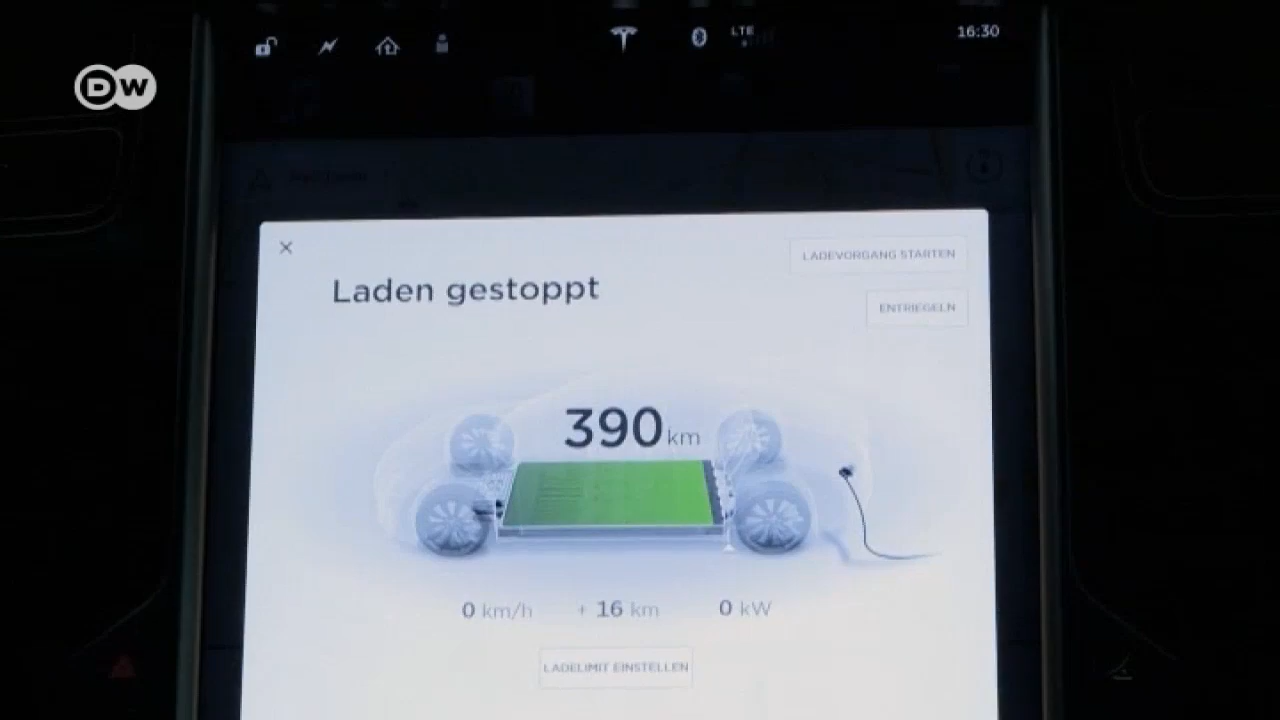 LTE
16:30
DW
LADEVORGANG STARTEN
Laden gestoppt
ENTRIEGELN
390 km
0 km/h + 16 km 0 kW
LADELIMIT EINSTELLEN